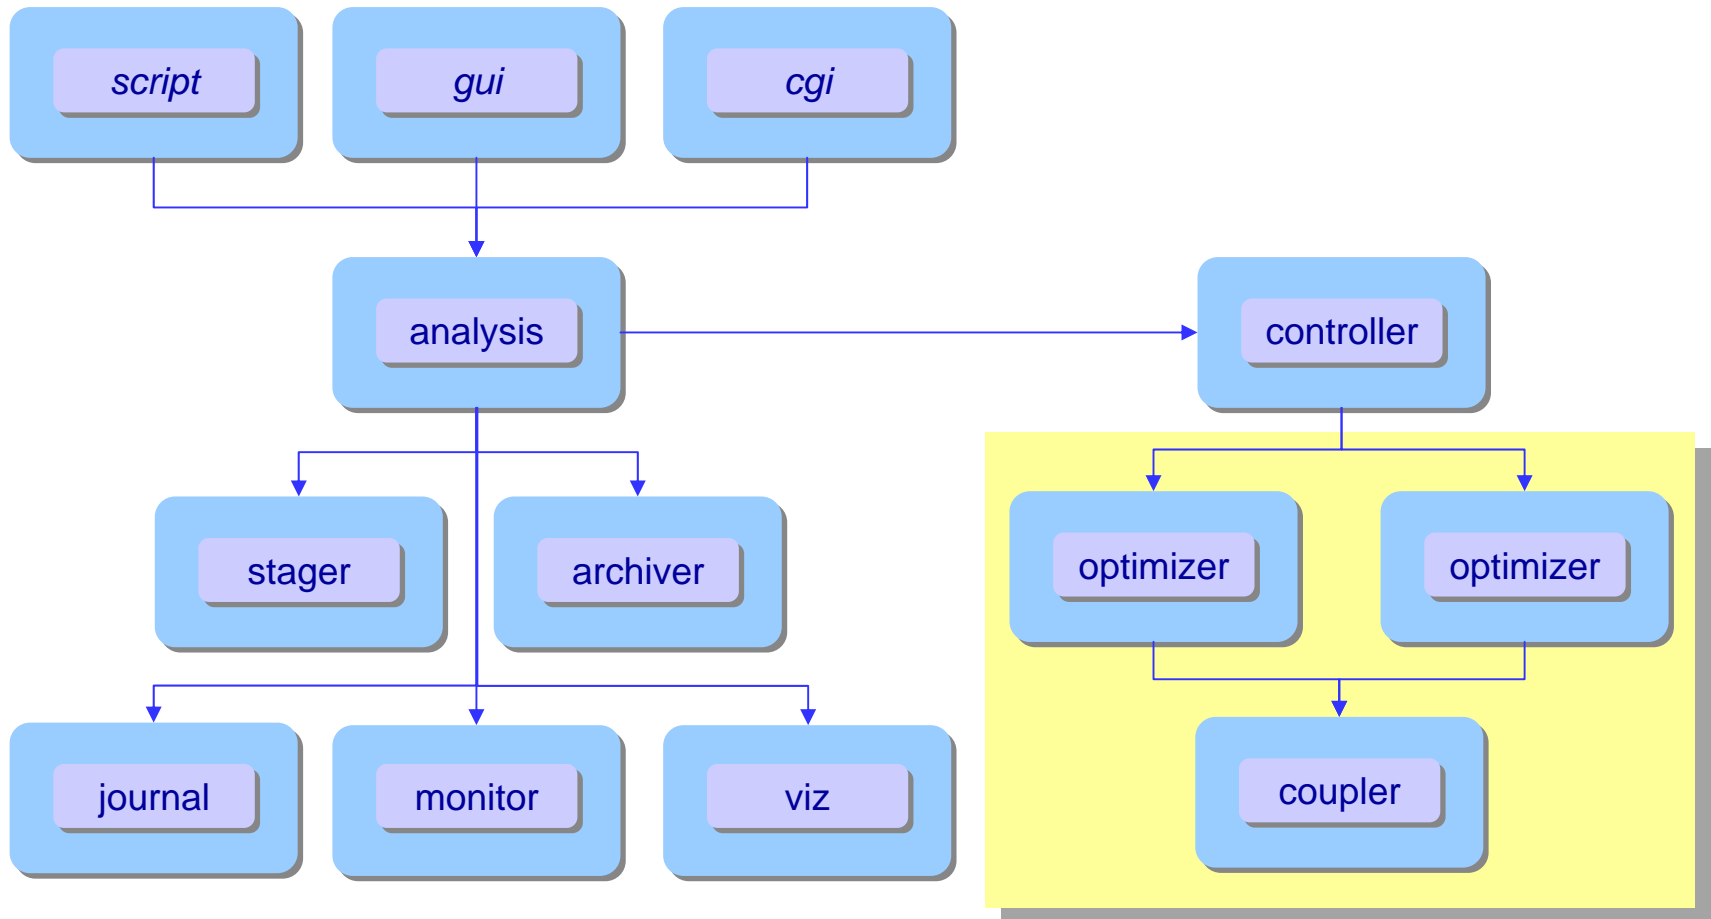 script
gui
cgi
analysis
controller
stager
archiver
optimizer
optimizer
journal
monitor
viz
coupler